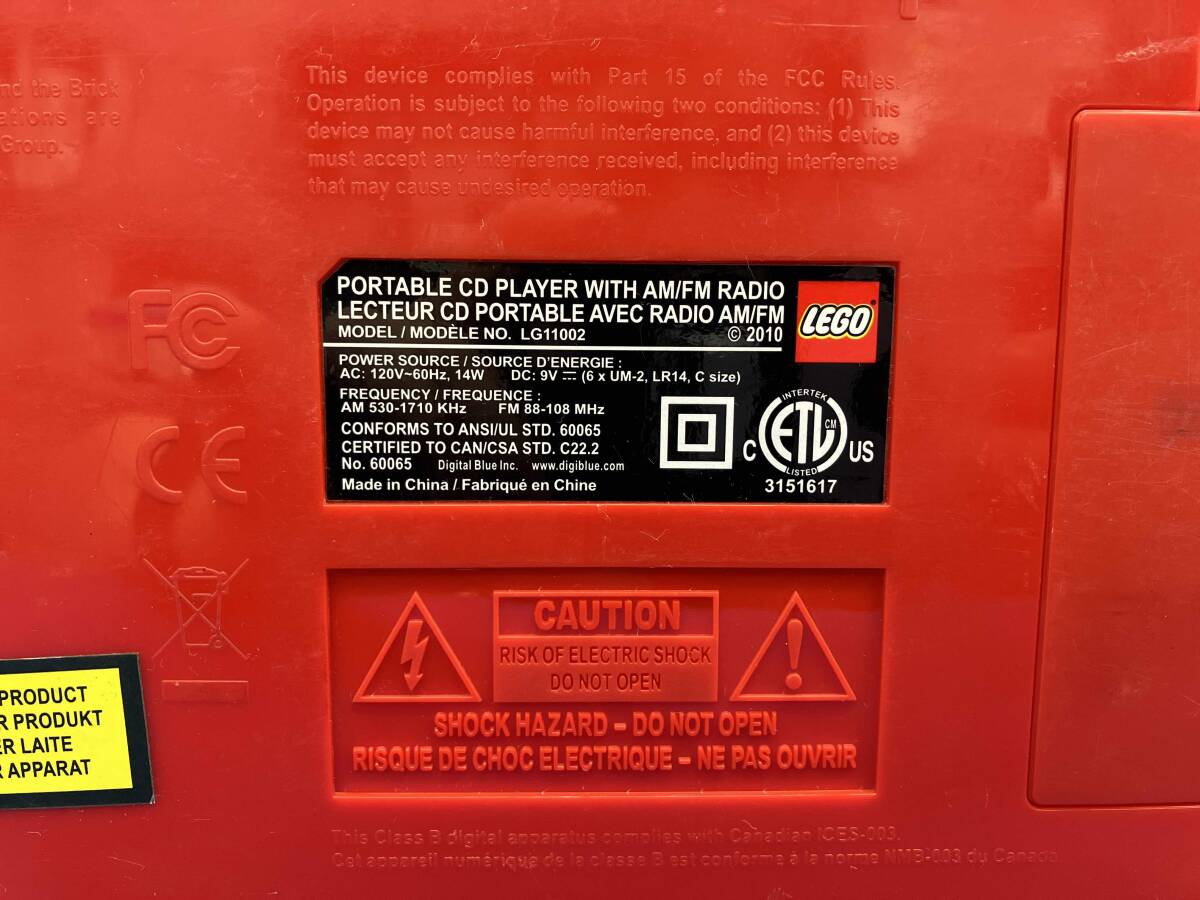 nd the Brick
ations are
Group.
This device complies with Part 15 of the FCC Rules.
Operation is subject to the following two conditions: (1) This
device may not cause harmful interference, and (2) this device
must accept any interference received, including interference
that may cause undesired operation.
FC
CE
PORTABLE CD PLAYER WITH AM/FM RADIO
LECTEUR CD PORTABLE AVEC RADIO AM/FM
MODEL / MODÈLE NO. LG11002 © 2010
LEGO
POWER SOURCE / SOURCE D'ENERGIE :
AC: 120V~60Hz, 14W DC: 9V ⎓ (6 x UM-2, LR14, C size)
FREQUENCY / FREQUENCE :
AM 530-1710 KHz FM 88-108 MHz
CONFORMS TO ANSI/UL STD. 60065
CERTIFIED TO CAN/CSA STD. C22.2
No. 60065 Digital Blue Inc. www.digiblue.com
Made in China / Fabriqué en Chine
INTERTEK
C ETL CM US
LISTED
3151617
PRODUCT
R PRODUKT
ER LAITE
R APPARAT
CAUTION
RISK OF ELECTRIC SHOCK
DO NOT OPEN
SHOCK HAZARD – DO NOT OPEN
RISQUE DE CHOC ELECTRIQUE – NE PAS OUVRIR
This Class B digital apparatus complies with Canadian ICES-003.
Cet appareil numérique de la classe B est conforme à la norme NMB-003 du Canada